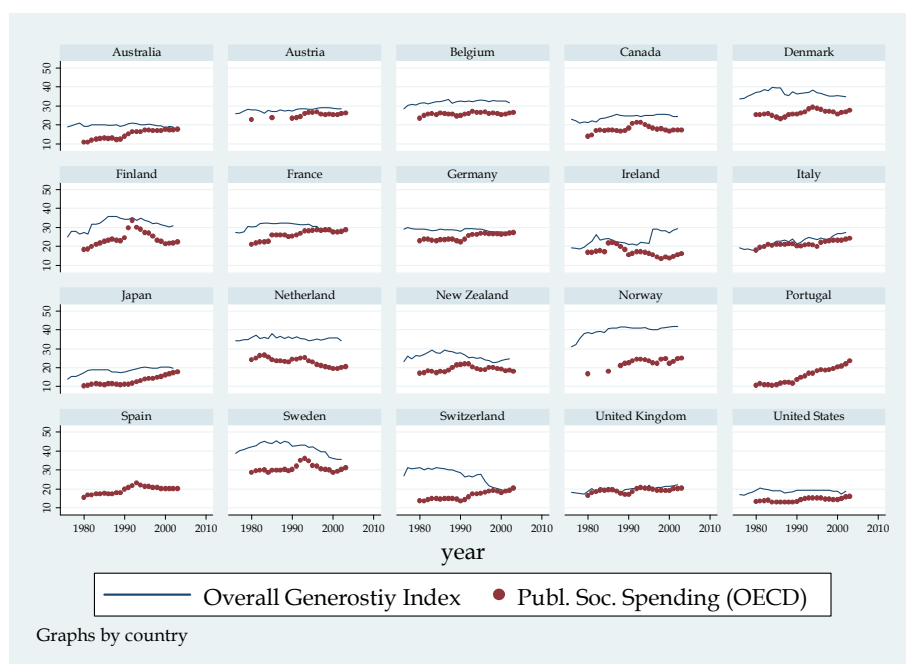 Australia Austria Belgium Canada Denmark
50
40
30
20
10
Finland France Germany Ireland Italy
50
40
30
20
10
Japan Netherland New Zealand Norway Portugal
50
40
30
20
10
Spain Sweden Switzerland United Kingdom United States
50
40
30
20
10
1980 1990 2000 2010 1980 1990 2000 2010 1980 1990 2000 2010 1980 1990 2000 2010 1980 1990 2000 2010
year
Overall Generostiy Index Publ. Soc. Spending (OECD)
Graphs by country